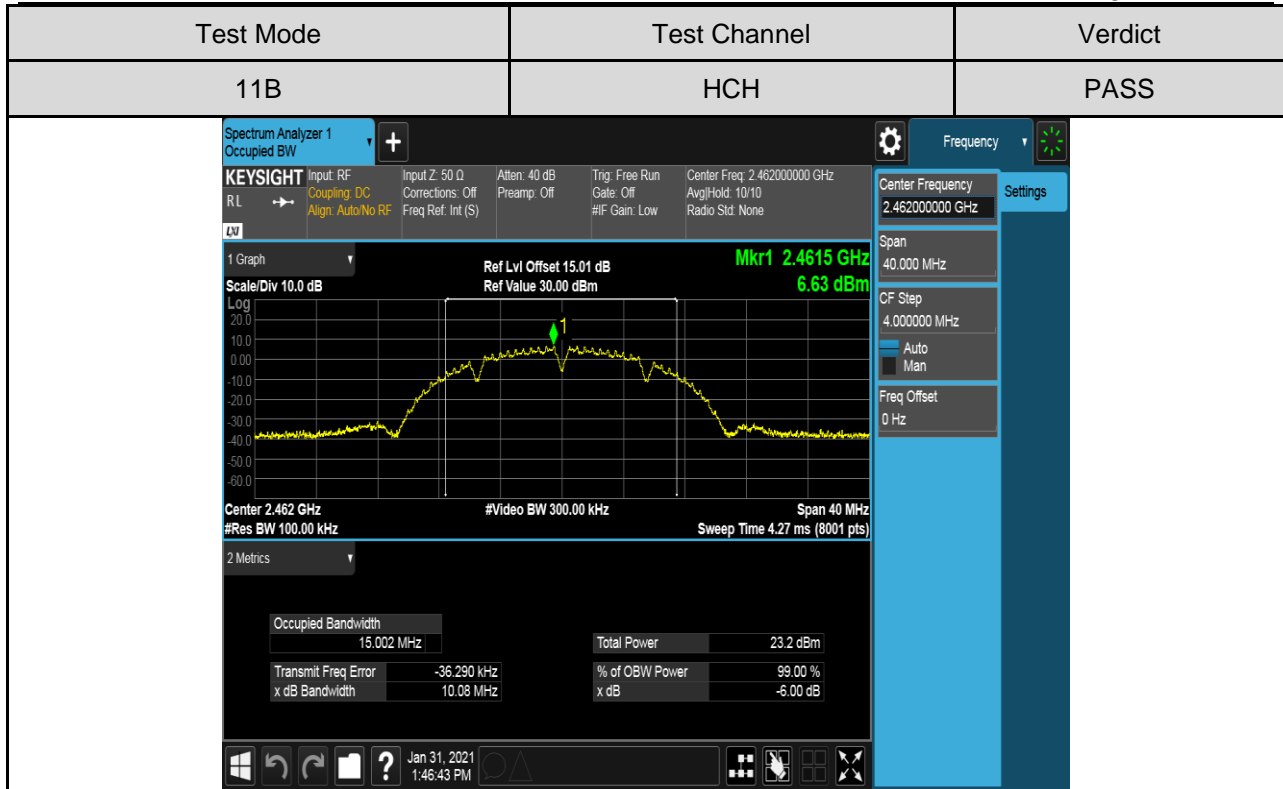 Test Mode Test Channel Verdict
11B HCH PASS
Spectrum Analyzer 1
Occupied BW
+
Frequency
KEYSIGHT
RL
LXI
Input: RF
Coupling: DC
Align: Auto/No RF
Input Z: 50 Ω
Corrections: Off
Freq Ref: Int (S)
Atten: 40 dB
Preamp: Off
Trig: Free Run
Gate: Off
#IF Gain: Low
Center Freq: 2.462000000 GHz
Avg|Hold: 10/10
Radio Std: None
Center Frequency
2.462000000 GHz
Settings
Span
40.000 MHz
CF Step
4.000000 MHz
Auto
Man
Freq Offset
0 Hz
1 Graph
Scale/Div 10.0 dB
Ref Lvl Offset 15.01 dB
Ref Value 30.00 dBm
Mkr1 2.4615 GHz
6.63 dBm
Log
20.0
10.0
0.00
-10.0
-20.0
-30.0
-40.0
-50.0
-60.0
1
Center 2.462 GHz
#Res BW 100.00 kHz
#Video BW 300.00 kHz
Span 40 MHz
Sweep Time 4.27 ms (8001 pts)
2 Metrics
Occupied Bandwidth
15.002 MHz
Total Power 23.2 dBm
Transmit Freq Error -36.290 kHz
% of OBW Power 99.00 %
x dB Bandwidth 10.08 MHz
x dB -6.00 dB
?
Jan 31, 2021
1:46:43 PM